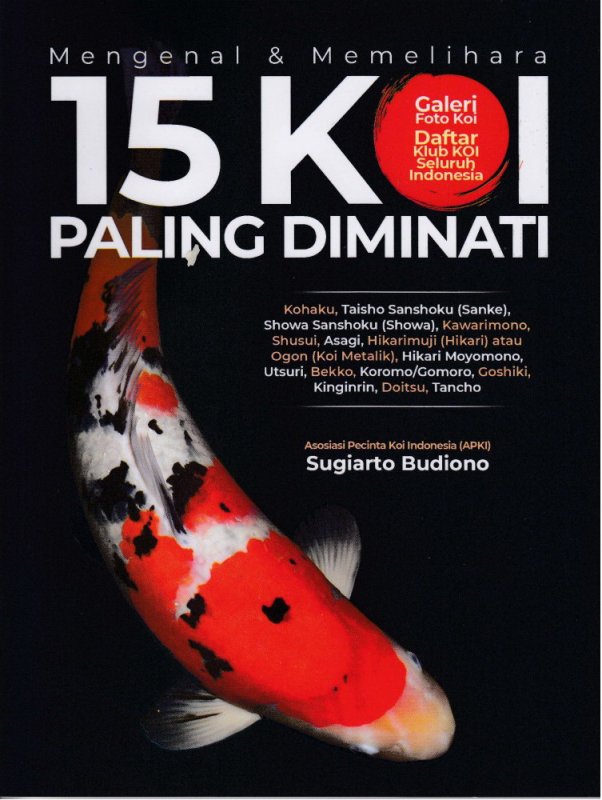 Mengenal & Memelihara
15 KOI
Galeri
Foto Koi
Daftar
Klub KOI
Seluruh
Indonesia
PALING DIMINATI
Kohaku, Taisho Sanshoku (Sanke),
Showa Sanshoku (Showa), Kawarimono,
Shusui, Asagi, Hikarimuji (Hikari) atau
Ogon (Koi Metalik), Hikari Moyomono,
Utsuri, Bekko, Koromo/Gomoro, Goshiki,
Kinginrin, Doitsu, Tancho
Asosiasi Pecinta Koi Indonesia (APKI)
Sugiarto Budiono